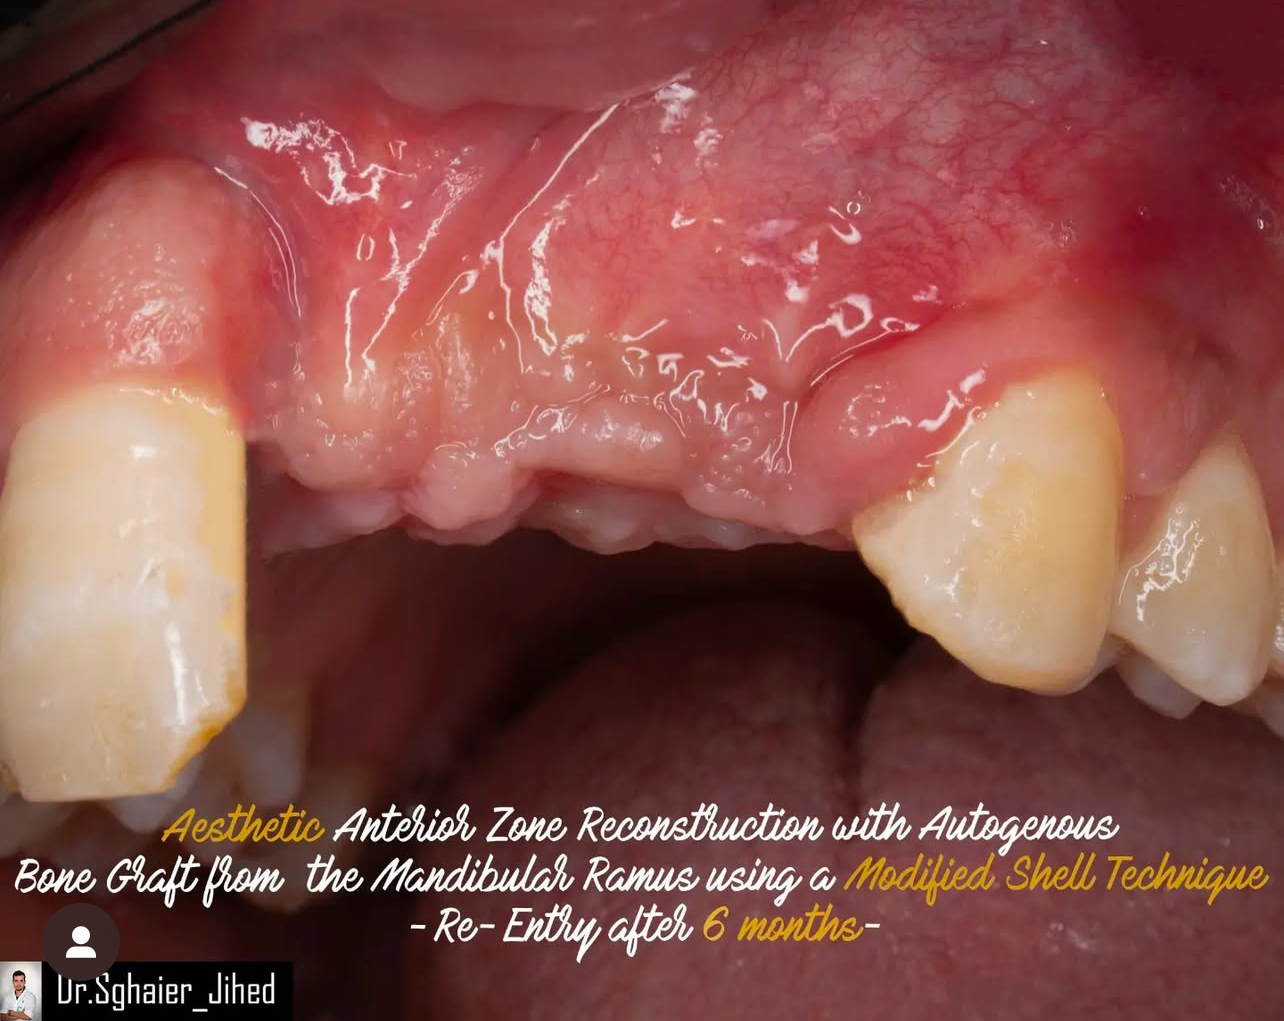 Aesthetic Anterior Zone Reconstruction with Autogenous
Bone Graft from the Mandibular Ramus using a Modified Shell Technique
- Re-Entry after 6 months-
Dr.Sghaier_Jihed